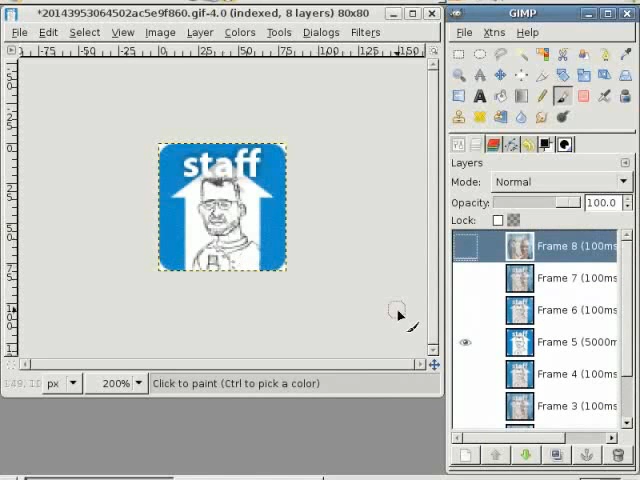 *20143953064502ac5e9f860.gif-4.0 (indexed, 8 layers) 80x80
File Edit Select View Image Layer Colors Tools Dialogs Filters
staff
px 200% Click to paint (Ctrl to pick a color)
GIMP
File Xtns Help
Layers
Mode: Normal
Opacity: 100.0
Lock:
Frame 8 (100ms
Frame 7 (100ms
Frame 6 (100ms
Frame 5 (5000m
Frame 4 (100ms
Frame 3 (100ms